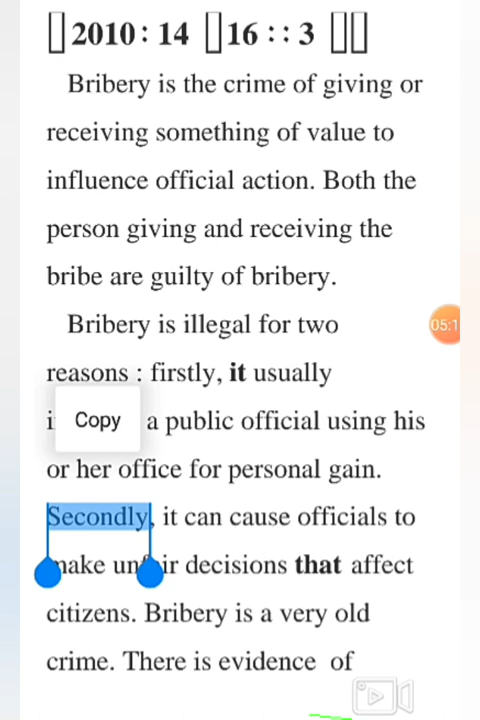 2010 : 14 16 : : 3
Bribery is the crime of giving or
receiving something of value to
influence official action. Both the
person giving and receiving the
bribe are guilty of bribery.
Bribery is illegal for two
reasons : firstly, it usually
Copy a public official using his
or her office for personal gain.
Secondly, it can cause officials to
decisions that affect
citizens. Bribery is a very old
crime. There is evidence of
05:1